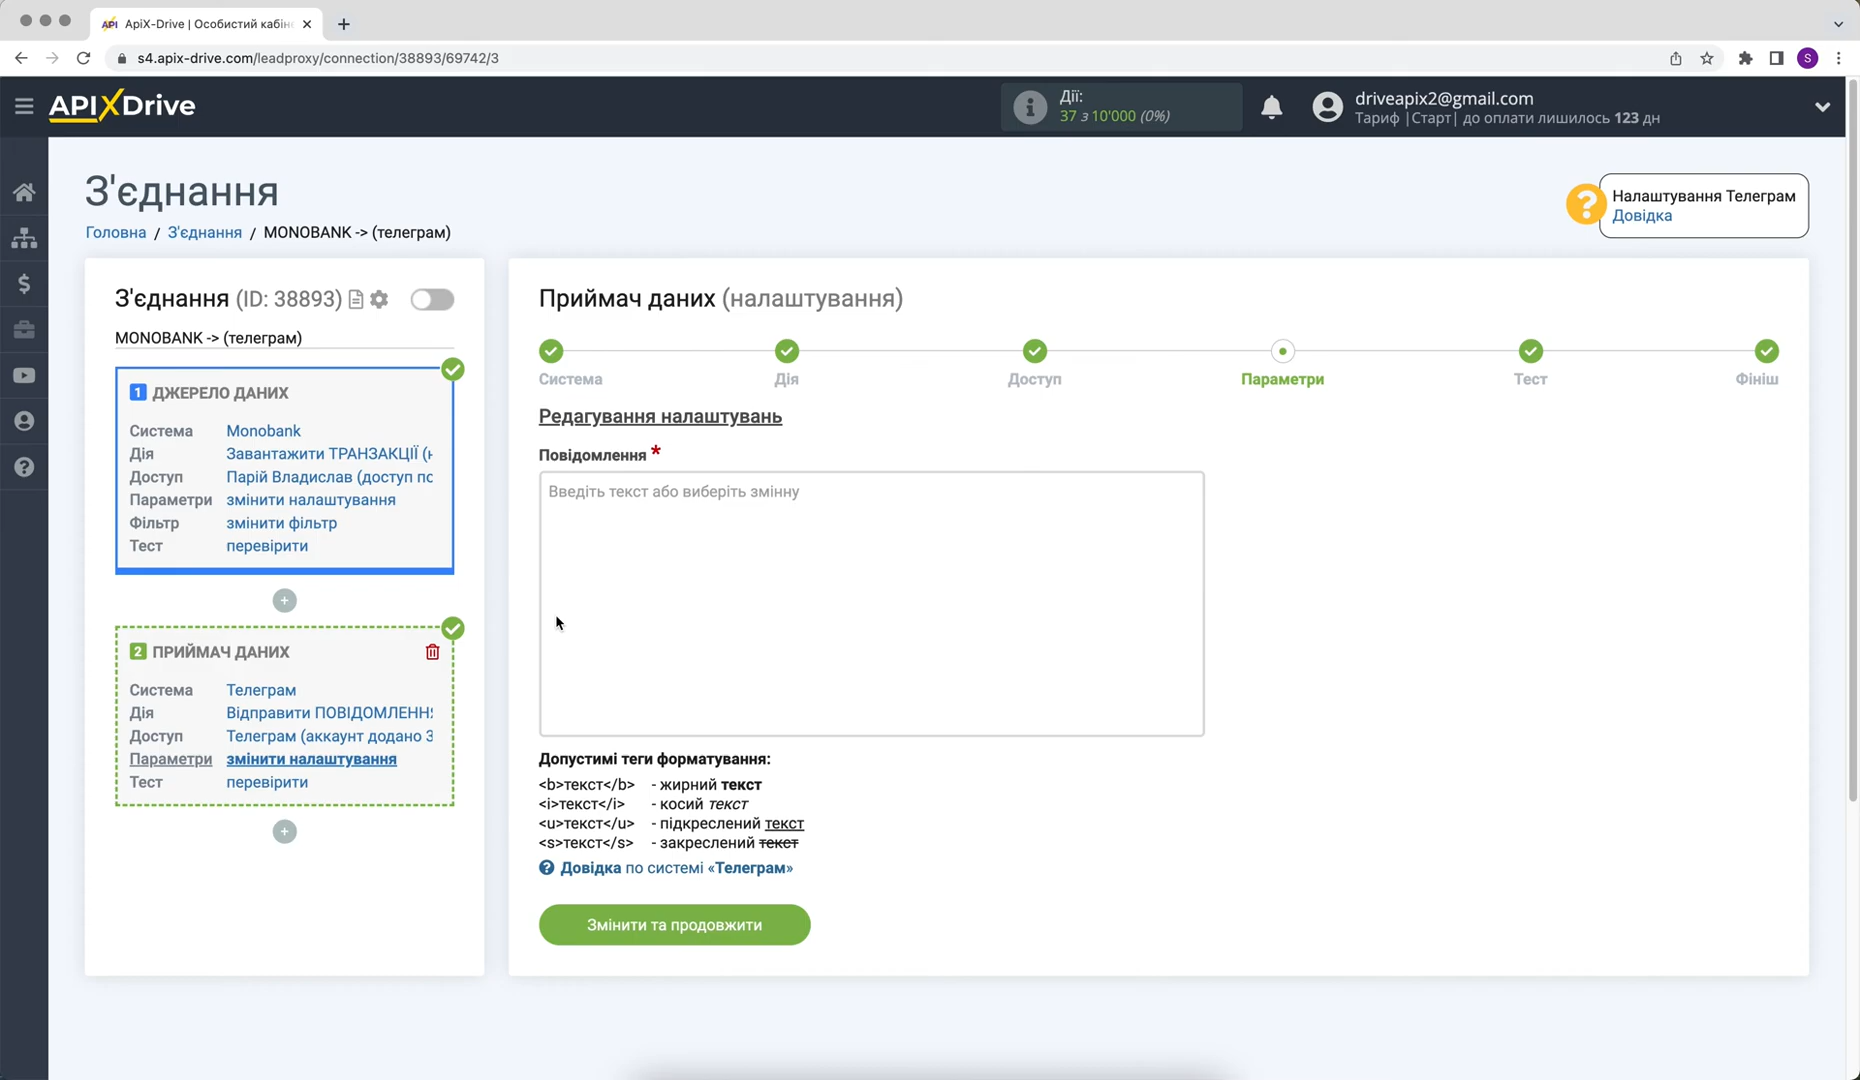 API ApiX-Drive | Особистий кабін
s4.apix-drive.com/leadproxy/connection/38893/69742/3
S
APIXDrive
Дії:
37 з 10'000 (0%)
driveapix2@gmail.com
Тариф |Старт| до оплати лишилось 123 дн
З'єднання
Головна / З'єднання / MONOBANK -> (телеграм)
Налаштування Телеграм
Довідка
З'єднання (ID: 38893)
MONOBANK -> (телеграм)
1 ДЖЕРЕЛО ДАНИХ
Система Monobank
Дія Завантажити ТРАНЗАКЦІЇ (н
Доступ Парій Владислав (доступ по
Параметри змінити налаштування
Фільтр змінити фільтр
Тест перевірити
2 ПРИЙМАЧ ДАНИХ
Система Телеграм
Дія Відправити ПОВІДОМЛЕННЯ
Доступ Телеграм (аккаунт додано 3
Параметри змінити налаштування
Тест перевірити
Приймач даних (налаштування)
Система Дія Доступ Параметри Тест Фініш
Редагування налаштувань
Повідомлення *
Введіть текст або виберіть змінну
Допустимі теги форматування:
<b>текст</b> - жирний текст
<i>текст</i> - косий текст
<u>текст</u> - підкреслений текст
<s>текст</s> - закреслений текст
Довідка по системі «Телеграм»
Змінити та продовжити